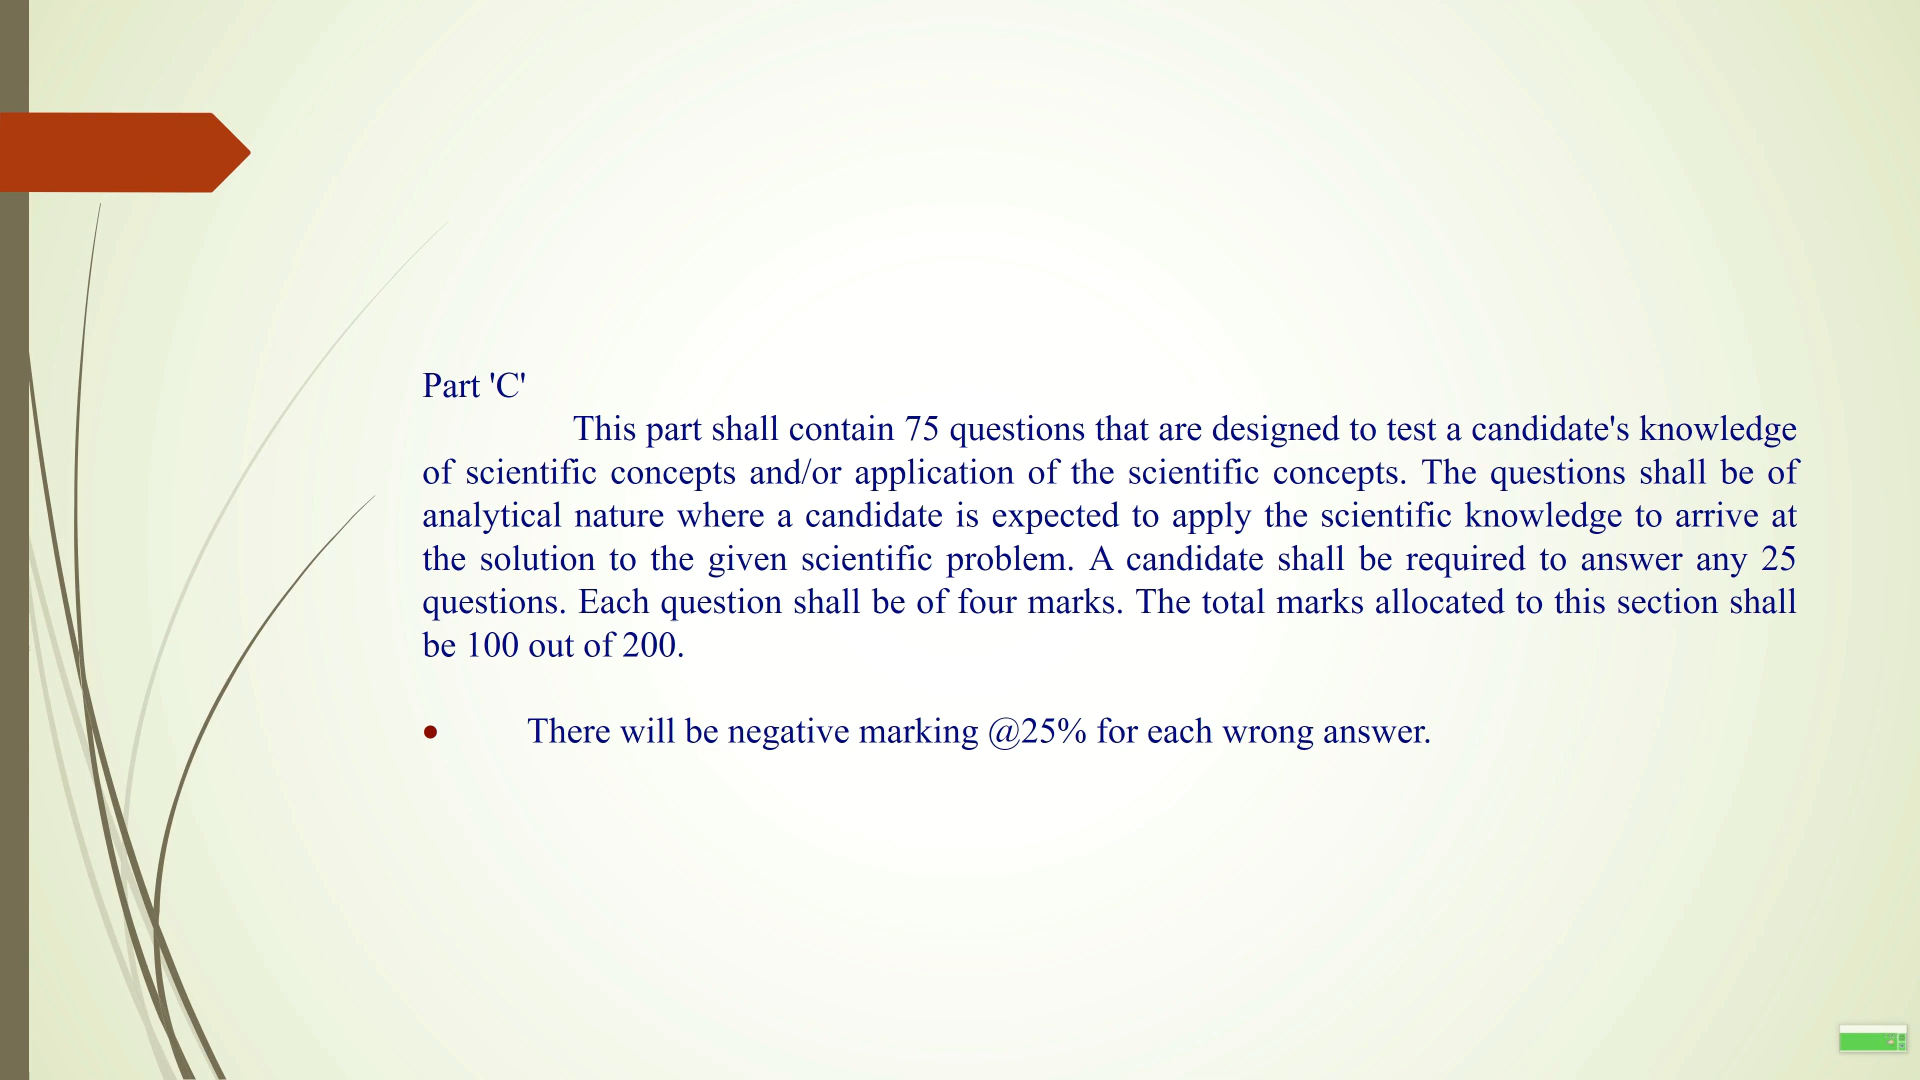 Part 'C'
This part shall contain 75 questions that are designed to test a candidate's knowledge
of scientific concepts and/or application of the scientific concepts. The questions shall be of
analytical nature where a candidate is expected to apply the scientific knowledge to arrive at
the solution to the given scientific problem. A candidate shall be required to answer any 25
questions. Each question shall be of four marks. The total marks allocated to this section shall
be 100 out of 200.
• There will be negative marking @25% for each wrong answer.